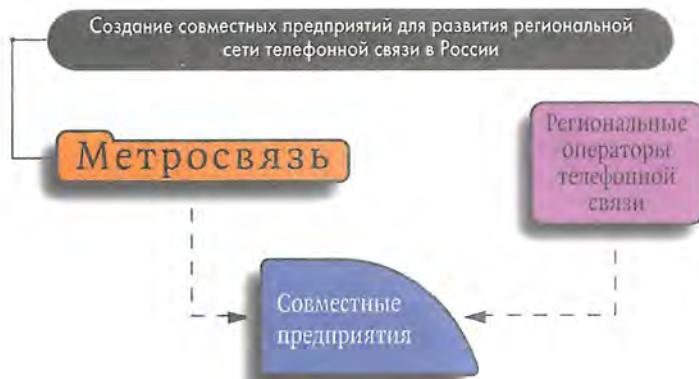 Создание совместных предприятий для развития региональной
сети телефонной связи в России
Метросвязь
Региональные
операторы
телефонной
связи
Совместные
предприятия